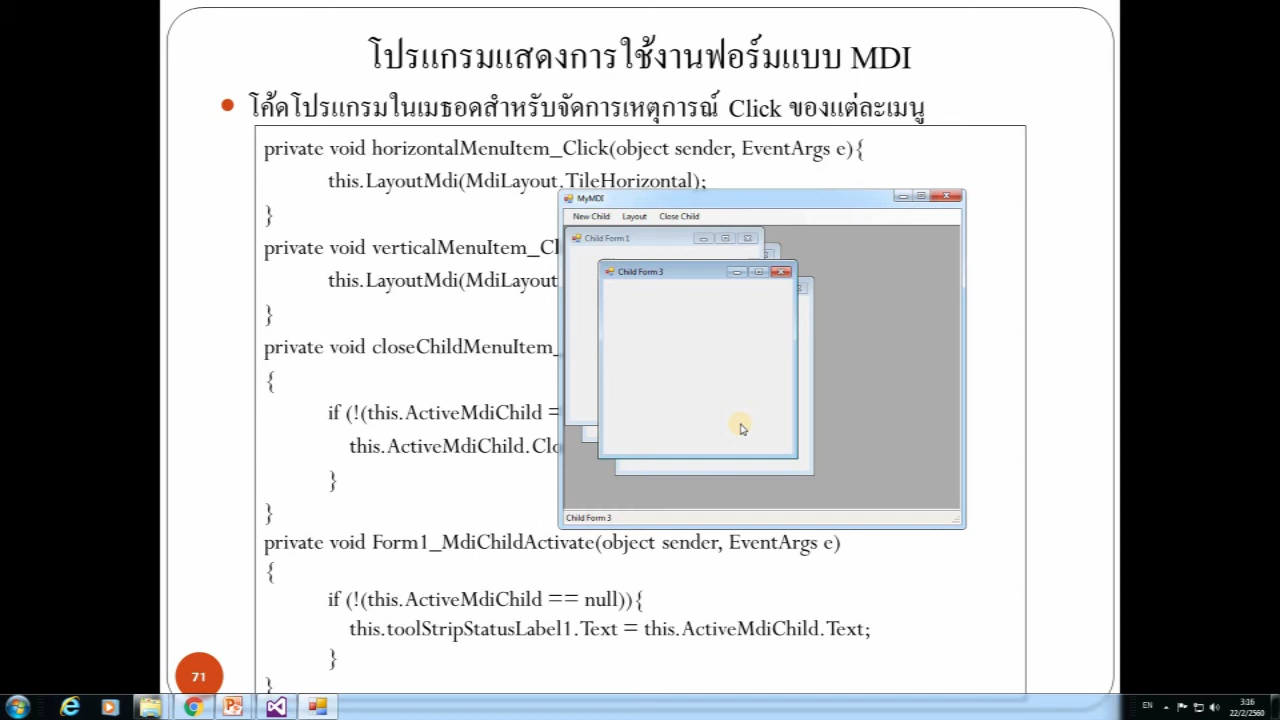 โปรแกรมแสดงการใช้งานฟอร์มแบบ MDI
โค้ดโปรแกรมในเมธอดสำหรับจัดการเหตุการณ์ Click ของแต่ละเมนู
private void horizontalMenuItem_Click(object sender, EventArgs e){
this.LayoutMdi(MdiLayout.TileHorizontal);
}
private void verticalMenuItem_Cl
this.LayoutMdi(MdiLayout
}
private void closeChildMenuItem_
{
if (!(this.ActiveMdiChild =
this.ActiveMdiChild.Clo
}
}
private void Form1_MdiChildActivate(object sender, EventArgs e)
{
if (!(this.ActiveMdiChild == null)){
this.toolStripStatusLabel1.Text = this.ActiveMdiChild.Text;
}
}
71
MyMDI
New Child Layout Close Child
Child Form 1
Child Form 3
Child Form 3
EN
3:16
22/2/2560